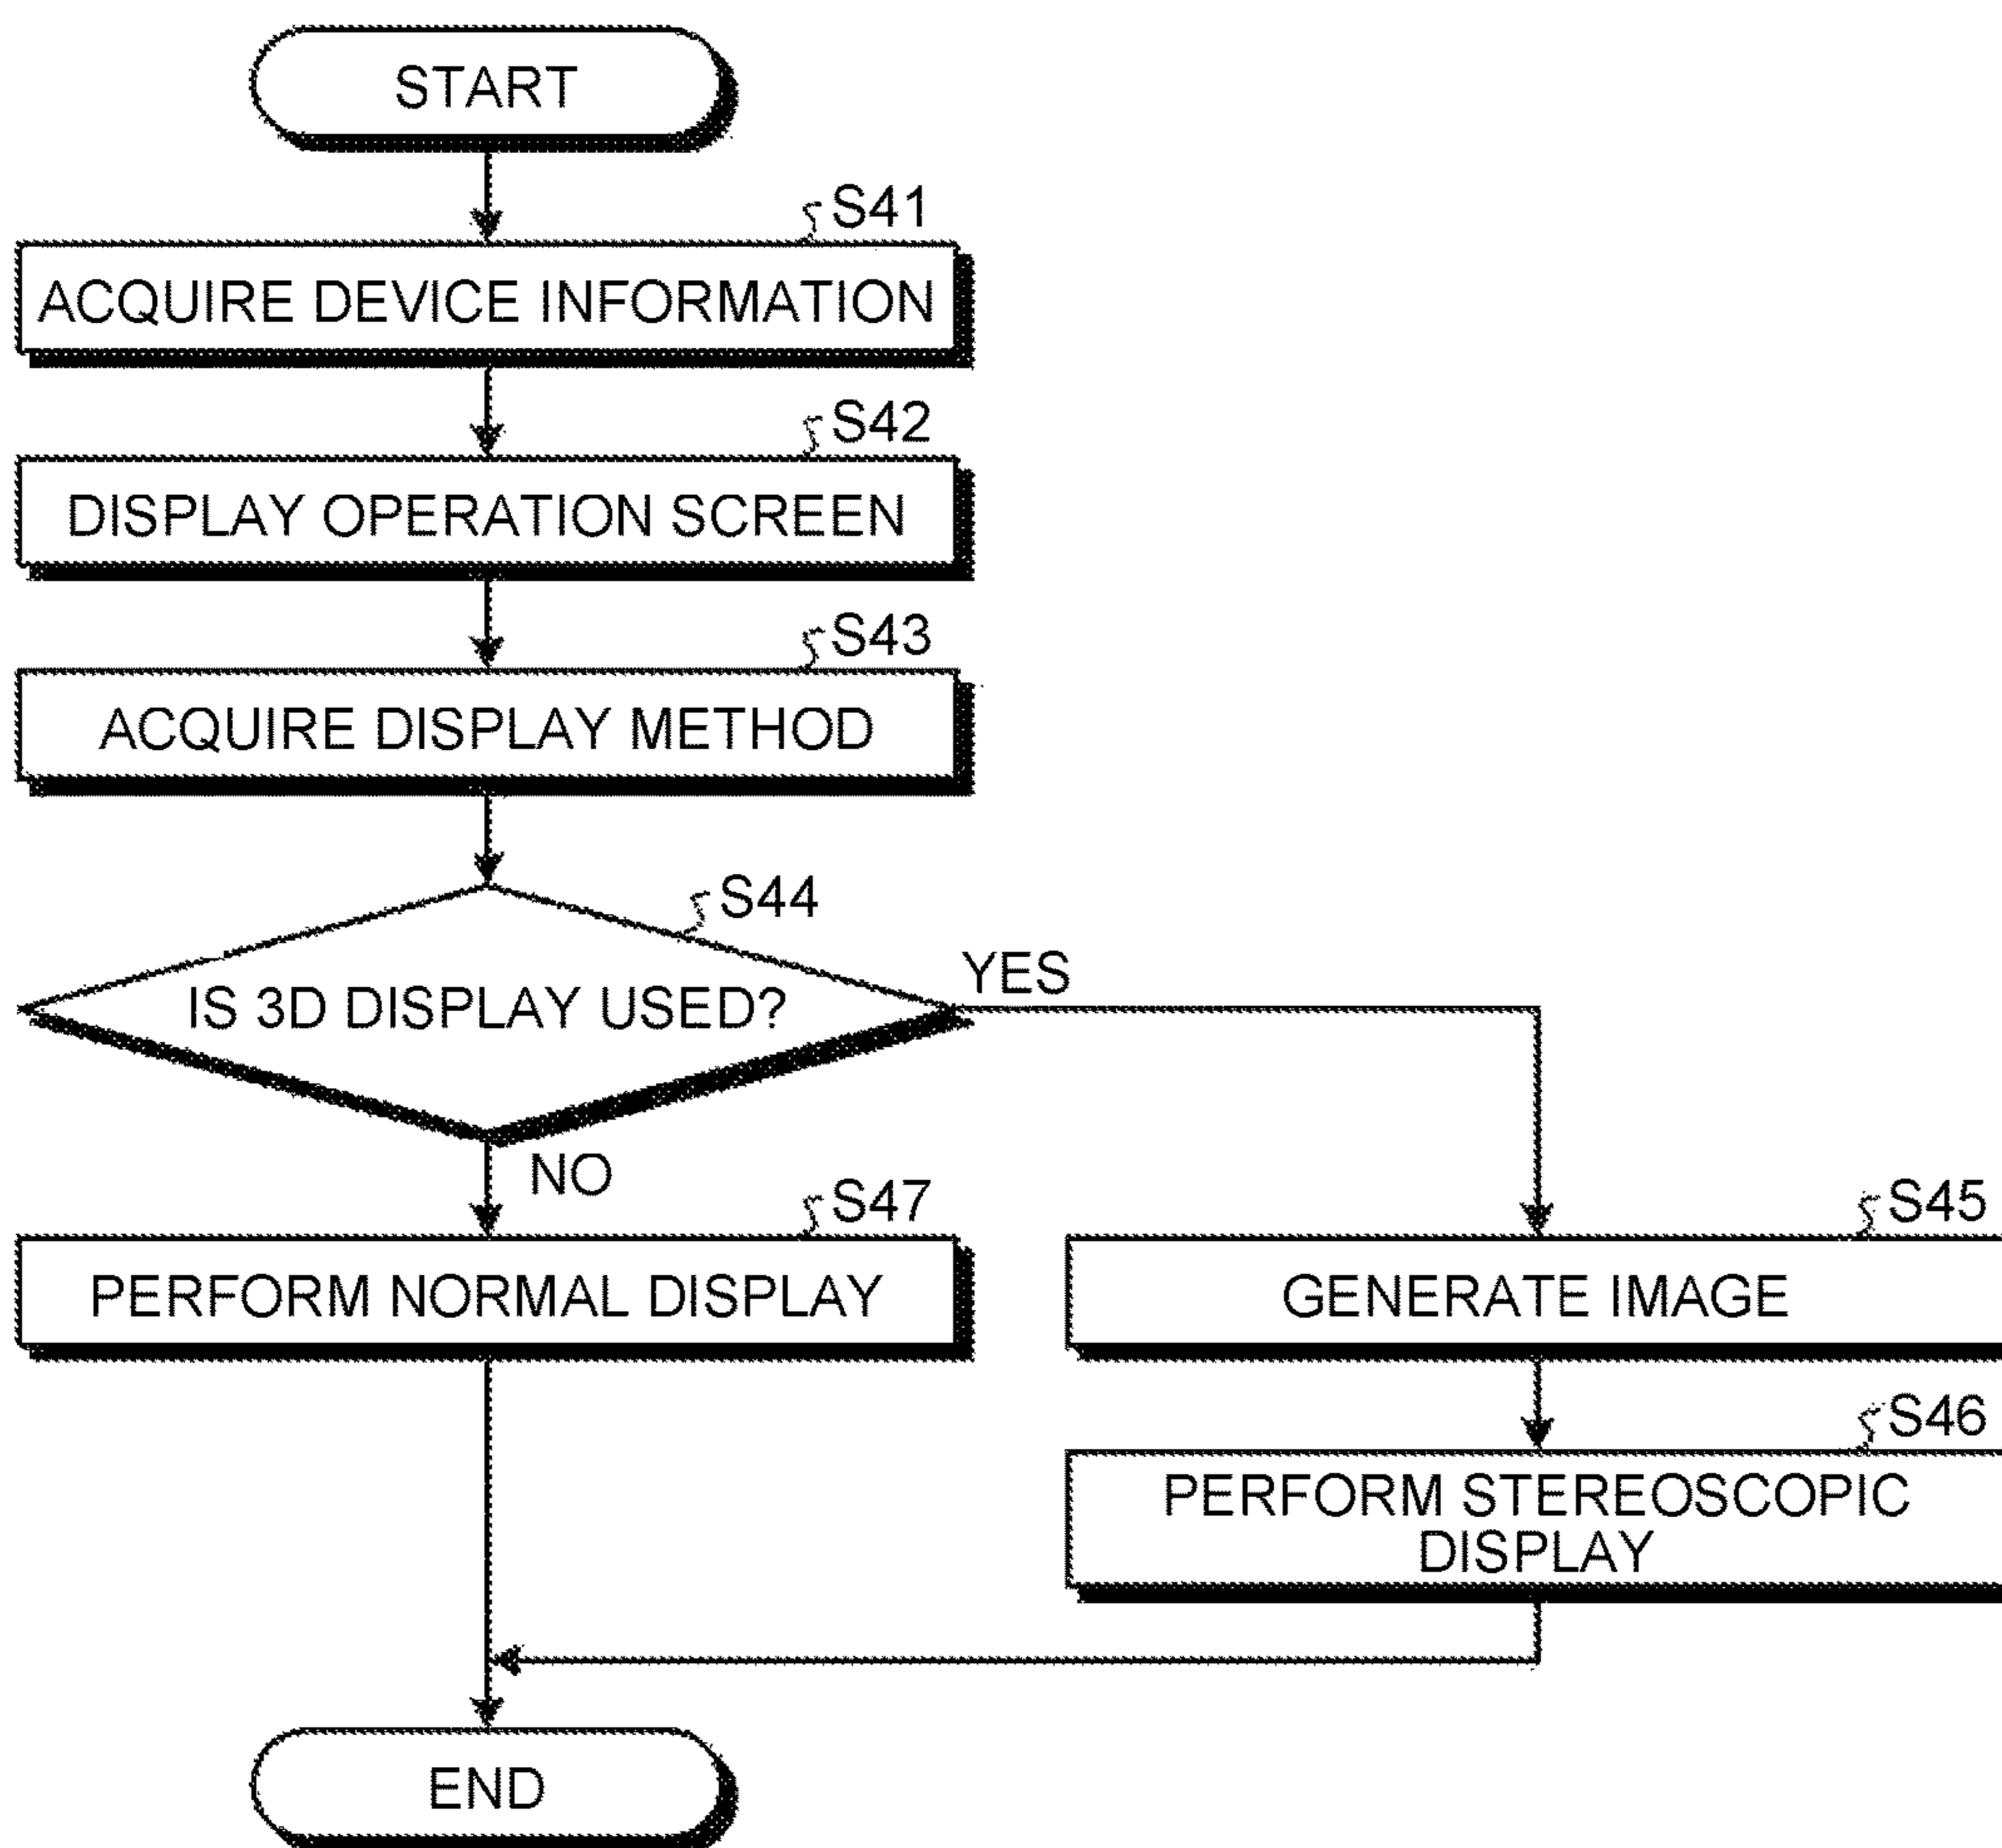 START
S41
ACQUIRE DEVICE INFORMATION
S42
DISPLAY OPERATION SCREEN
S43
ACQUIRE DISPLAY METHOD
S44
IS 3D DISPLAY USED?
YES
NO
S47
PERFORM NORMAL DISPLAY
S45
GENERATE IMAGE
S46
PERFORM STEREOSCOPIC
DISPLAY
END